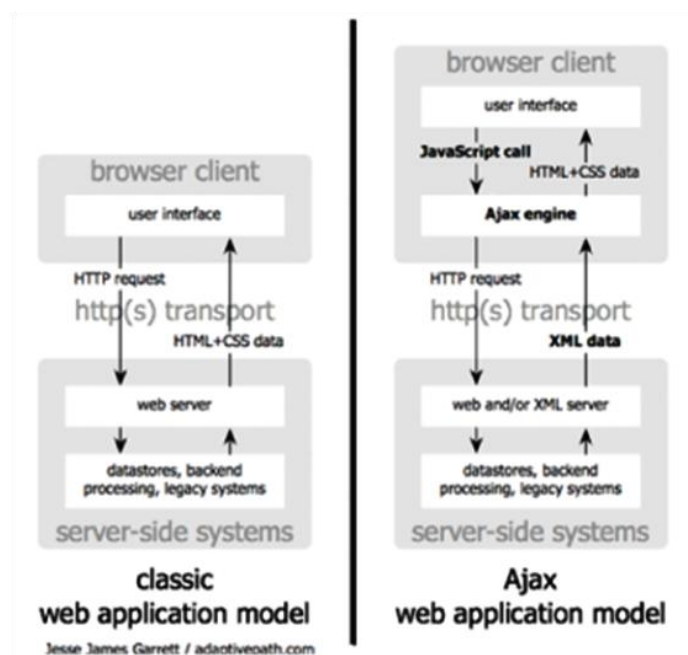 browser client
user interface
HTTP request
http(s) transport
HTML+CSS data
web server
datastores, backend
processing, legacy systems
server-side systems
classic
web application model
Jesse James Garrett / adaptivepath.com
browser client
user interface
JavaScript call
HTML+CSS data
Ajax engine
HTTP request
http(s) transport
XML data
web and/or XML server
datastores, backend
processing, legacy systems
server-side systems
Ajax
web application model